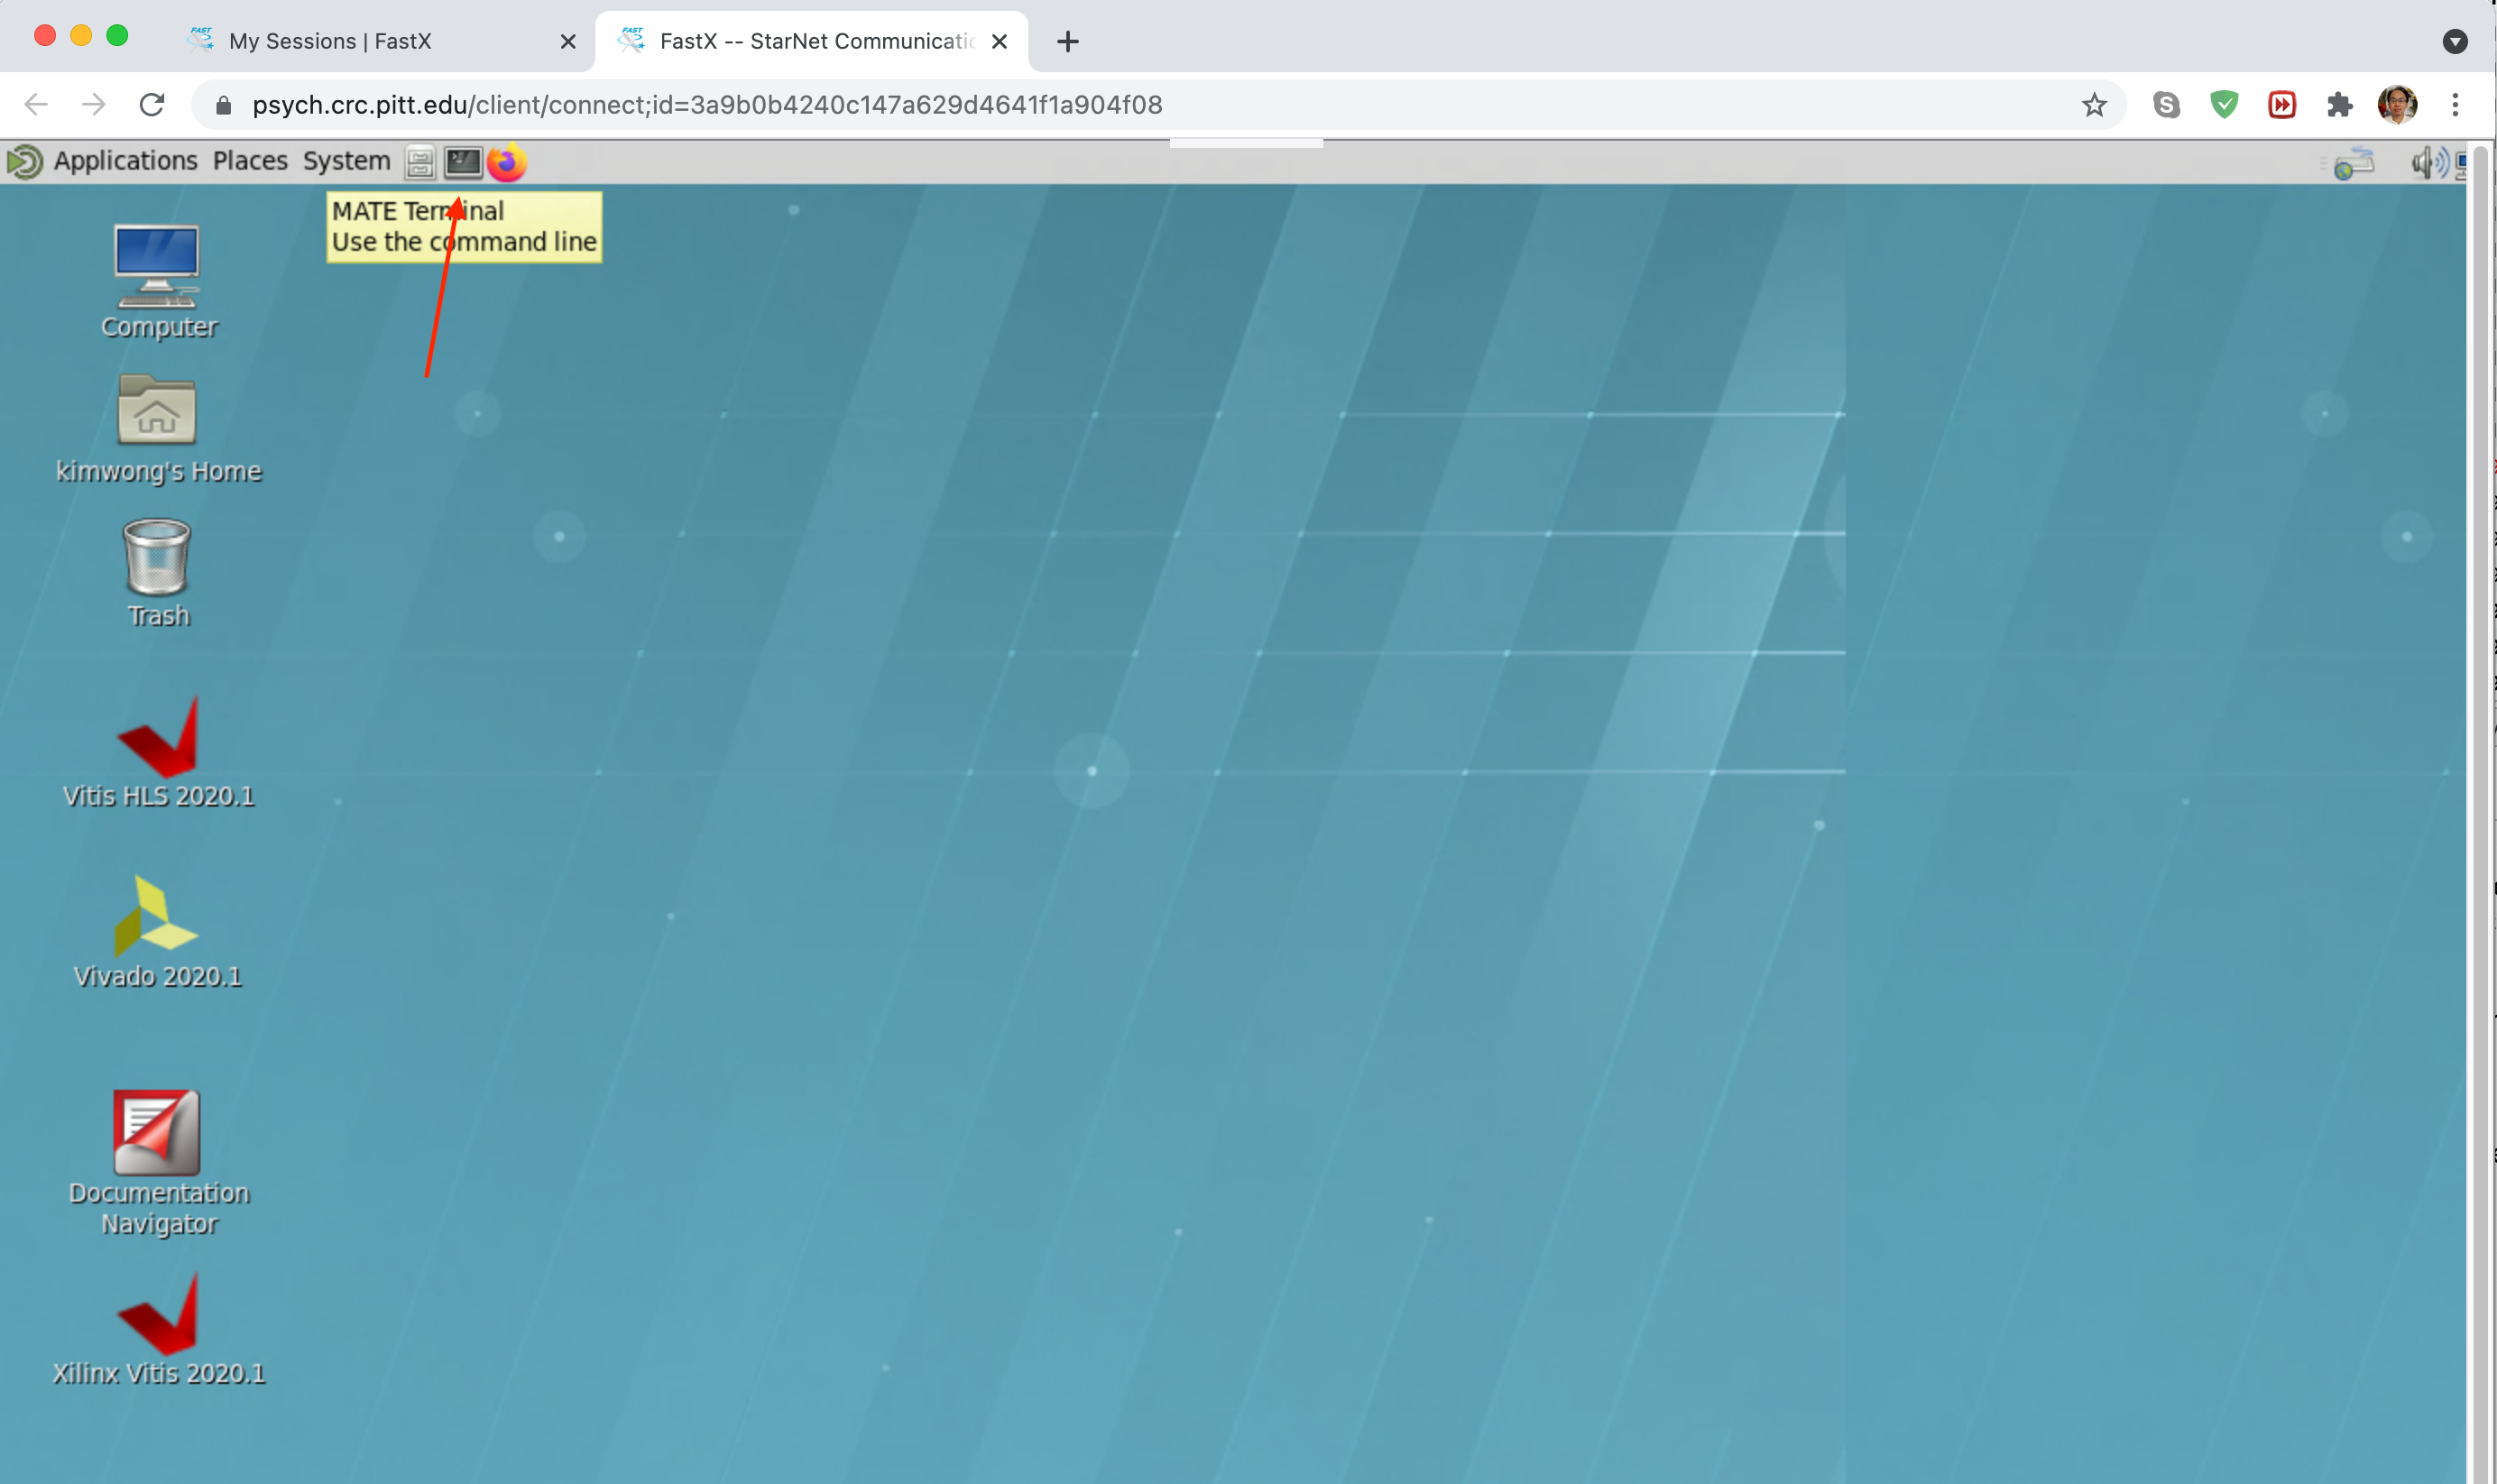 My Sessions | FastX
FastX -- StarNet Communicatic
psych.crc.pitt.edu/client/connect;id=3a9b0b4240c147a629d4641f1a904f08
Applications Places System
MATE Terminal
Use the command line
Computer
kimwong's Home
Trash
Vitis HLS 2020.1
Vivado 2020.1
Documentation
Navigator
Xilinx Vitis 2020.1